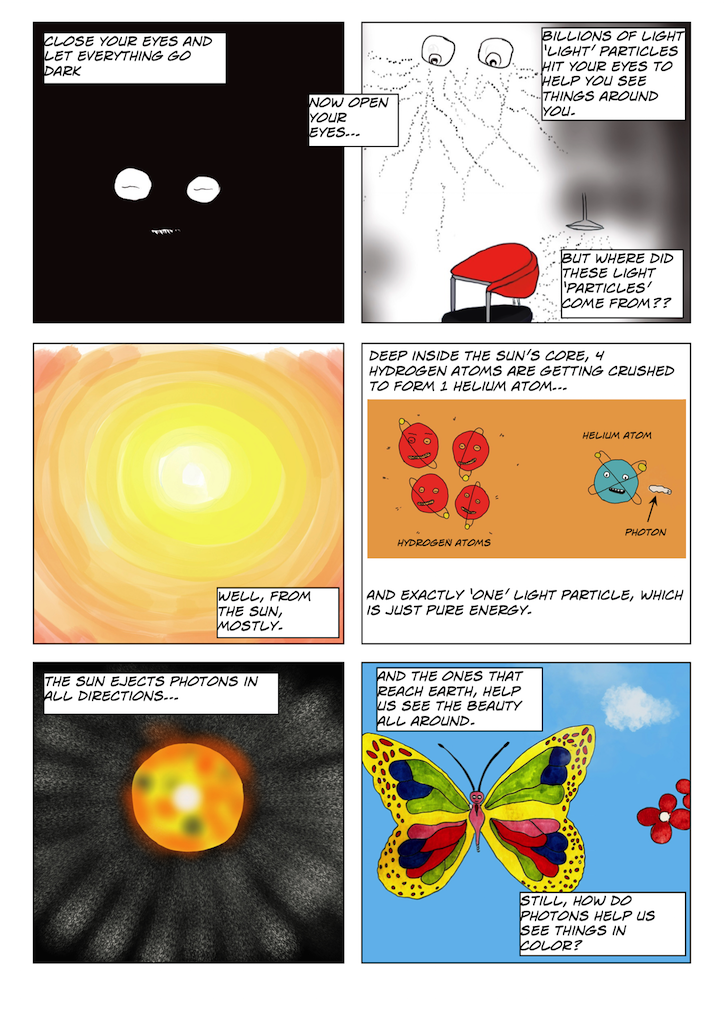 CLOSE YOUR EYES AND
LET EVERYTHING GO
DARK
NOW OPEN
YOUR
EYES...
BILLIONS OF LIGHT
'LIGHT' PARTICLES
HIT YOUR EYES TO
HELP YOU SEE
THINGS AROUND
YOU.
BUT WHERE DID
THESE LIGHT
'PARTICLES'
COME FROM??
WELL, FROM
THE SUN,
MOSTLY.
DEEP INSIDE THE SUN'S CORE, 4
HYDROGEN ATOMS ARE GETTING CRUSHED
TO FORM 1 HELIUM ATOM...
HELIUM ATOM
PHOTON
HYDROGEN ATOMS
AND EXACTLY 'ONE' LIGHT PARTICLE, WHICH
IS JUST PURE ENERGY.
THE SUN EJECTS PHOTONS IN
ALL DIRECTIONS...
AND THE ONES THAT
REACH EARTH, HELP
US SEE THE BEAUTY
ALL AROUND.
STILL, HOW DO
PHOTONS HELP US
SEE THINGS IN
COLOR?